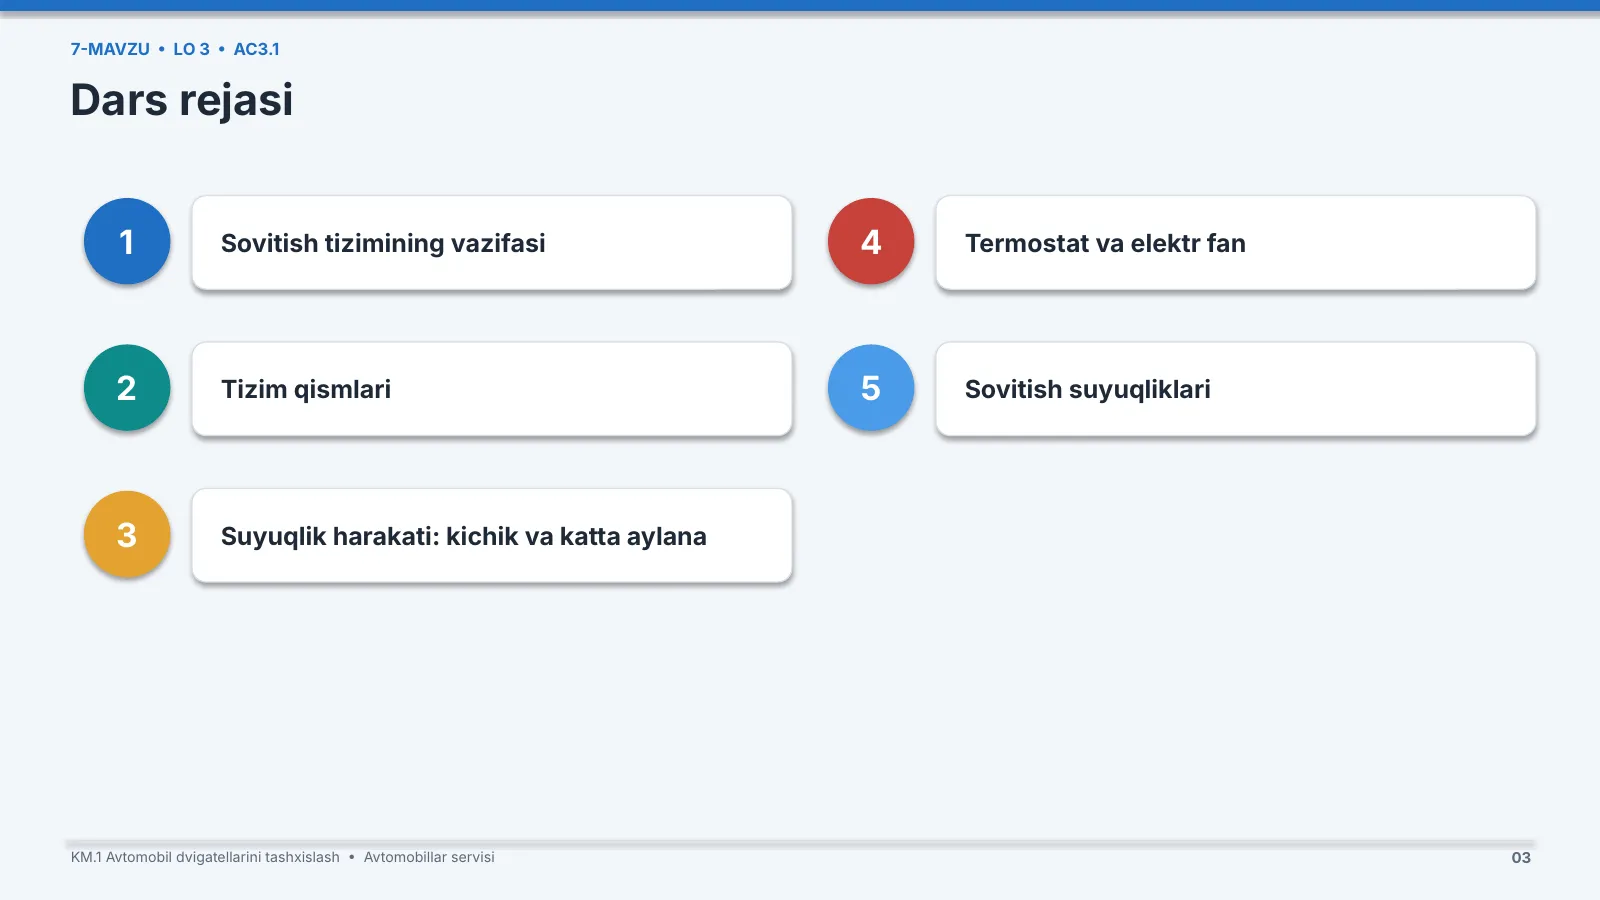 7-MAVZU • LO 3 • AC3.1
Dars rejasi
1
Sovitish tizimining vazifasi
2
Tizim qismlari
3
Suyuqlik harakati: kichik va katta aylana
4
Termostat va elektr fan
5
Sovitish suyuqliklari
KM.1 Avtomobil dvigatellarini tashxislash • Avtomobillar servisi
03